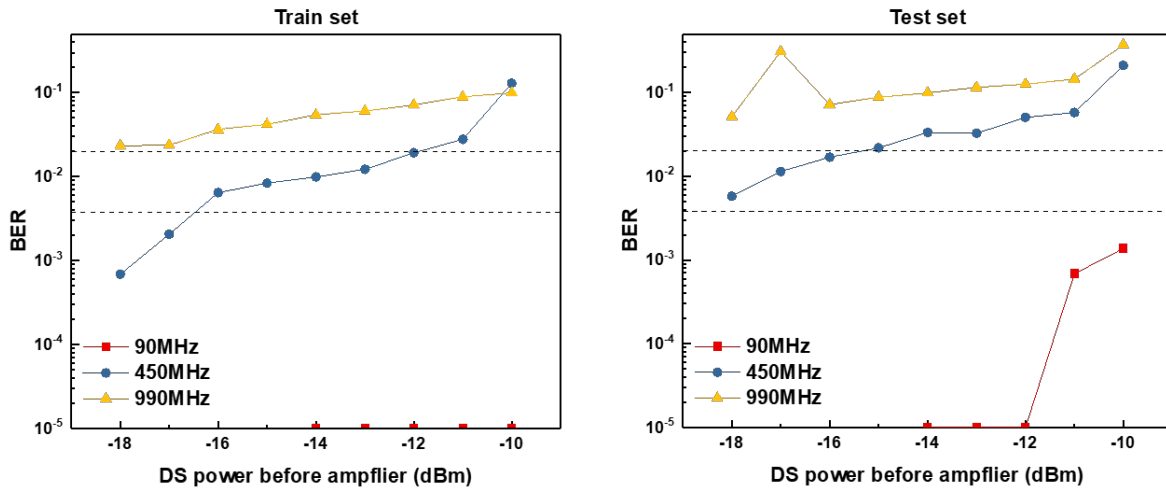 Train set
BER
10⁻¹
10⁻²
10⁻³
10⁻⁴
10⁻⁵
90MHz
450MHz
990MHz
-18 -16 -14 -12 -10
DS power before ampflier (dBm)
Test set
BER
10⁻¹
10⁻²
10⁻³
10⁻⁴
10⁻⁵
90MHz
450MHz
990MHz
-18 -16 -14 -12 -10
DS power before ampflier (dBm)